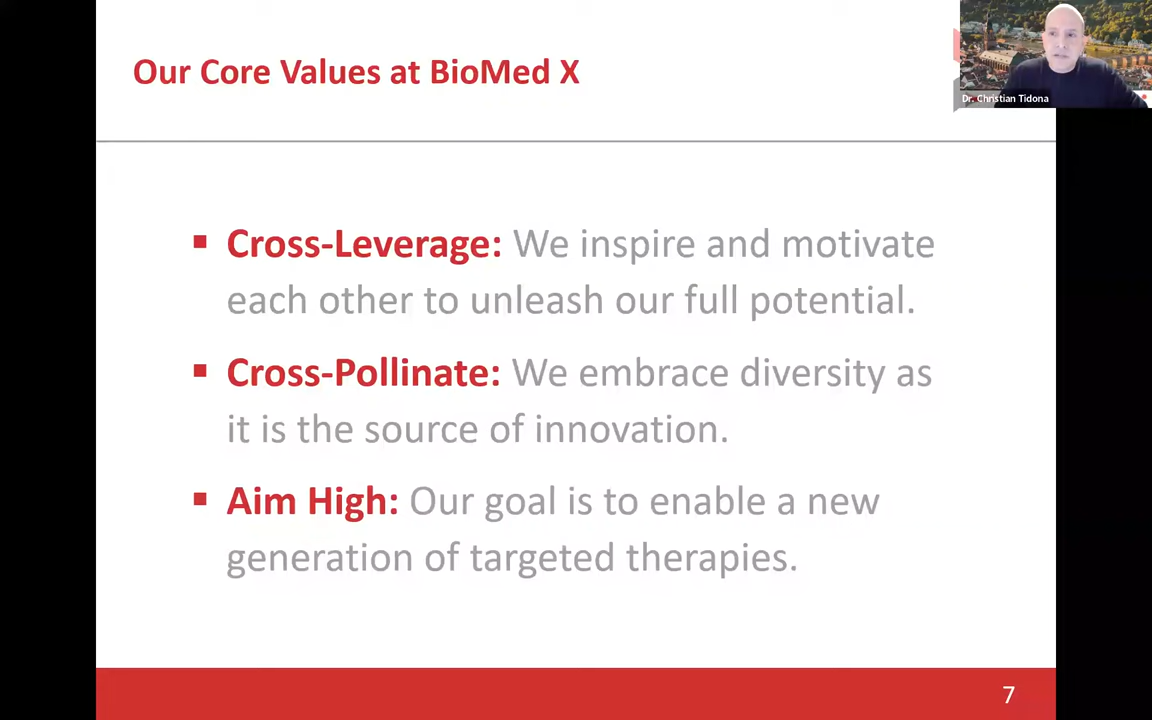 Our Core Values at BioMed X
Dr. Christian Tidona
▪ Cross-Leverage: We inspire and motivate
each other to unleash our full potential.
▪ Cross-Pollinate: We embrace diversity as
it is the source of innovation.
▪ Aim High: Our goal is to enable a new
generation of targeted therapies.
7